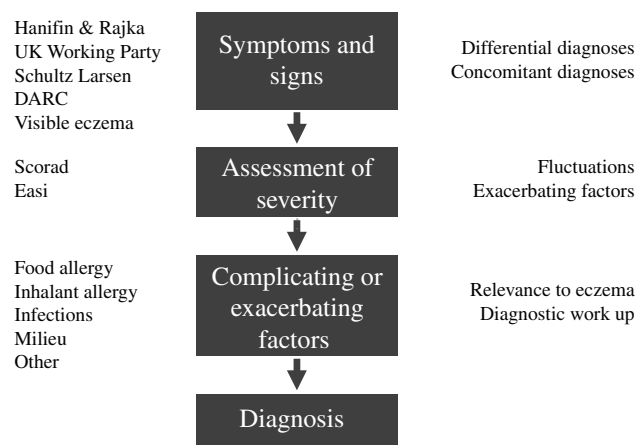 Hanifin & Rajka
UK Working Party
Schultz Larsen
DARC
Visible eczema
Symptoms and
signs
Differential diagnoses
Concomitant diagnoses
Scorad
Easi
Assessment of
severity
Fluctuations
Exacerbating factors
Food allergy
Inhalant allergy
Infections
Milieu
Other
Complicating or
exacerbating
factors
Relevance to eczema
Diagnostic work up
Diagnosis